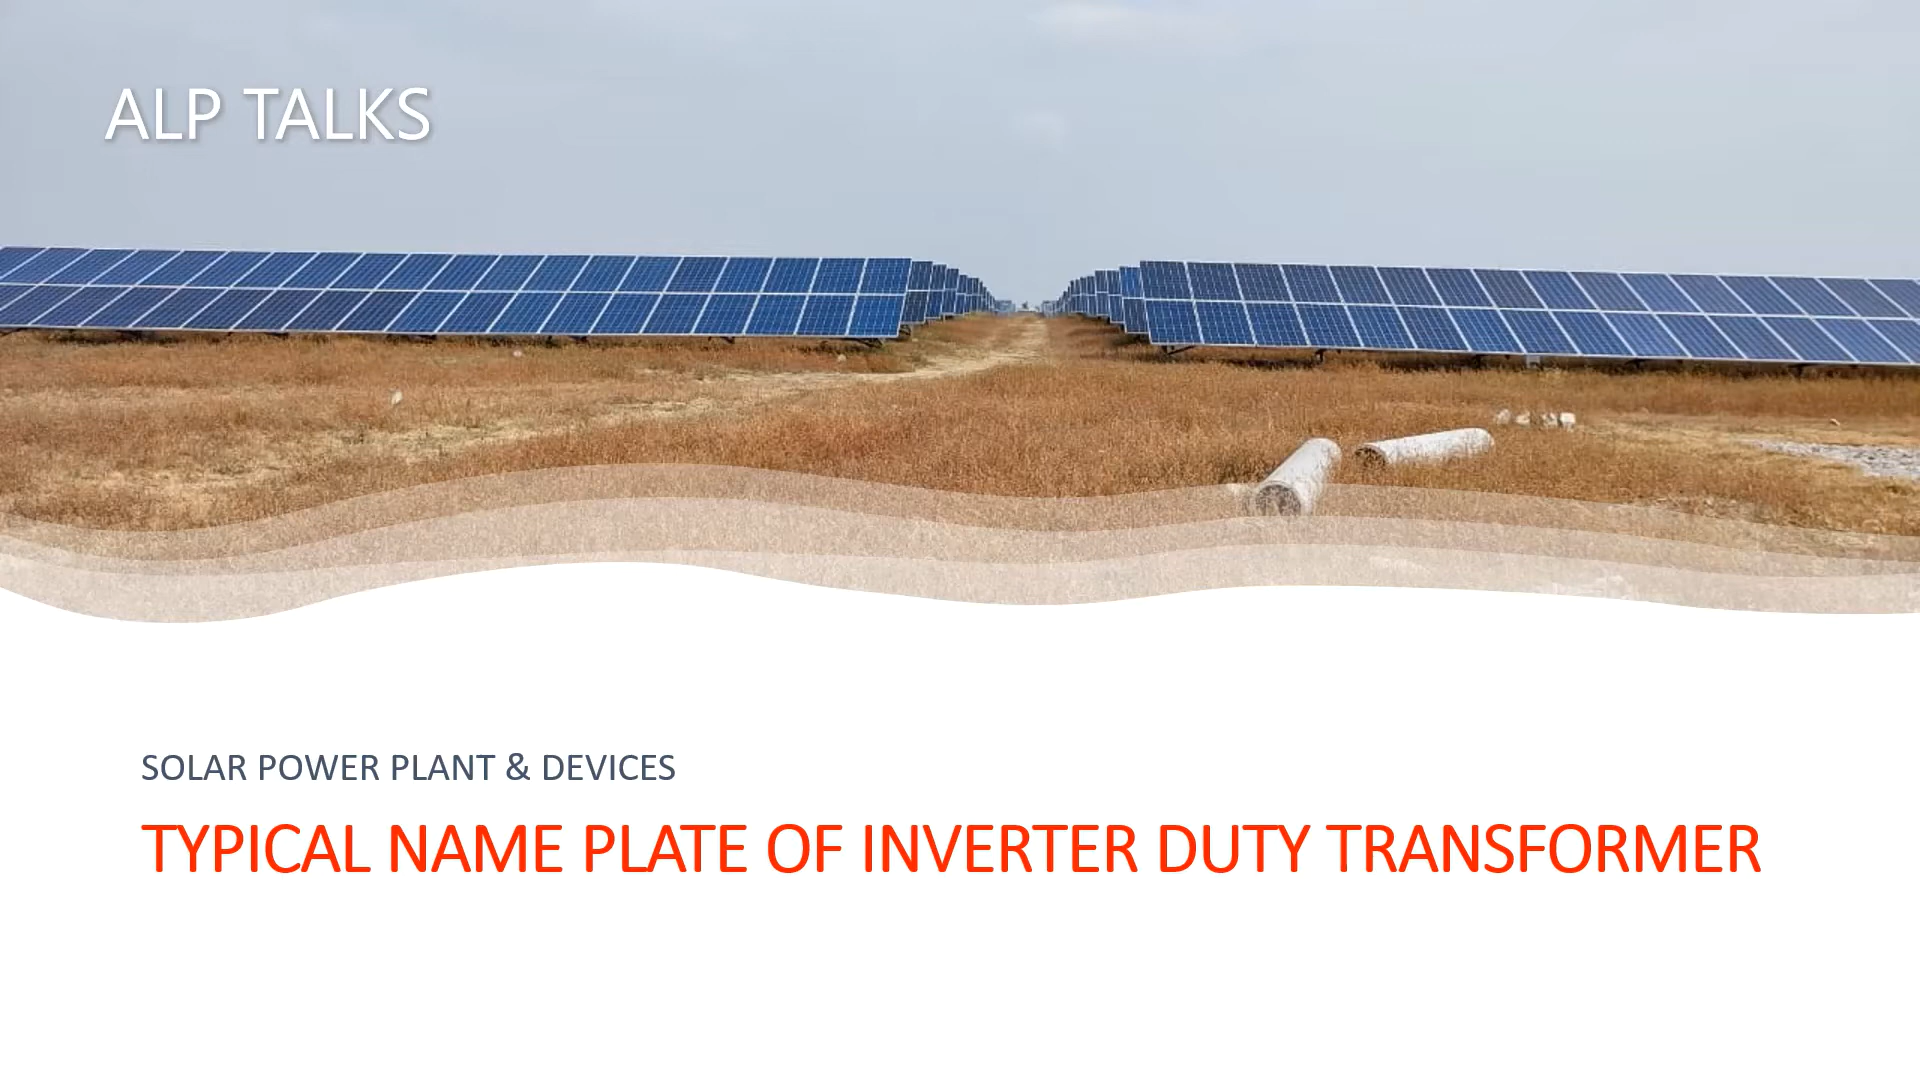 ALP TALKS
SOLAR POWER PLANT & DEVICES
TYPICAL NAME PLATE OF INVERTER DUTY TRANSFORMER